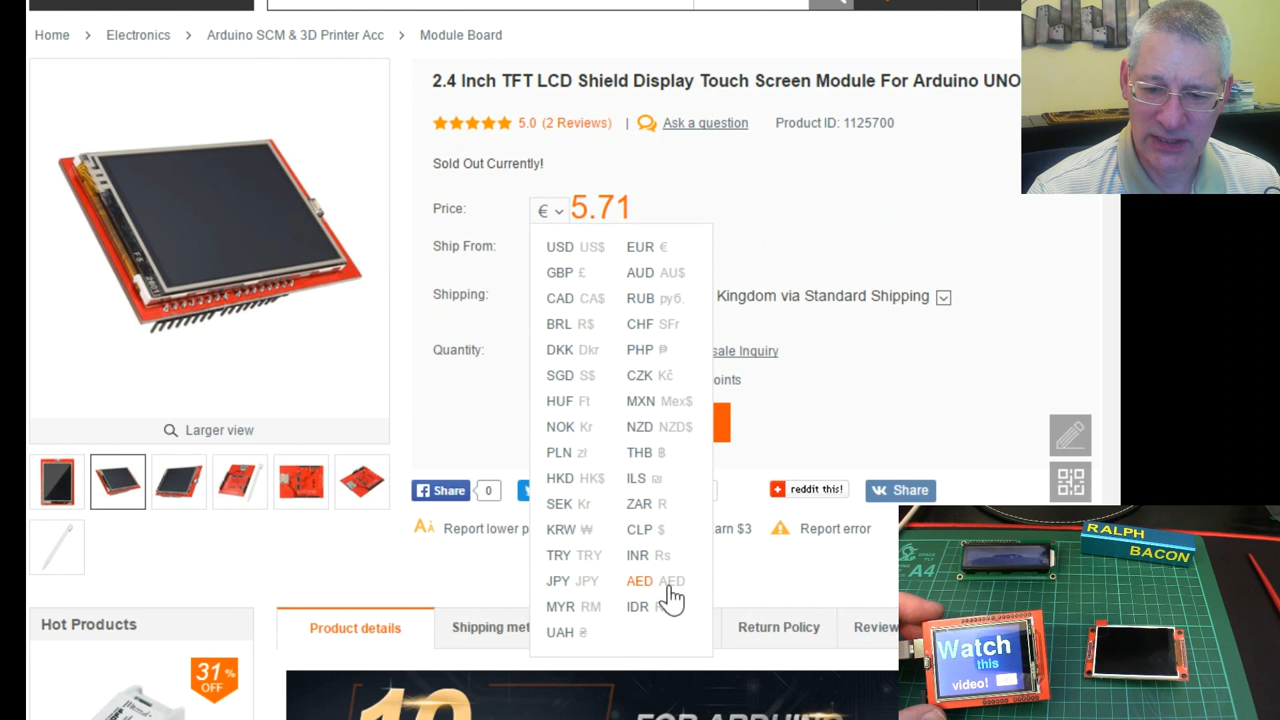 Home > Electronics > Arduino SCM & 3D Printer Acc > Module Board
2.4 Inch TFT LCD Shield Display Touch Screen Module For Arduino UNO
5.0 (2 Reviews) | Ask a question Product ID: 1125700
Sold Out Currently!
Price: € 5.71
Ship From:
Shipping: Kingdom via Standard Shipping
Quantity: sale Inquiry
points
USD US$ EUR €
GBP £ AUD AU$
CAD CA$ RUB руб.
BRL R$ CHF SFr
DKK Dkr PHP ₱
SGD S$ CZK Kč
HUF Ft MXN Mex$
NOK Kr NZD NZD$
PLN zł THB ฿
HKD HK$ ILS ₪
SEK Kr ZAR R
KRW ₩ CLP $
TRY TRY INR Rs
JPY JPY AED AED
MYR RM IDR
UAH ₴
Larger view
Share 0 reddit this! Share
Report lower p earn $3 Report error
Hot Products
31%
OFF
Product details Shipping met Return Policy Review
10 FOR ARDUINO
A4
RALPH
BACON
Watch
this
video!